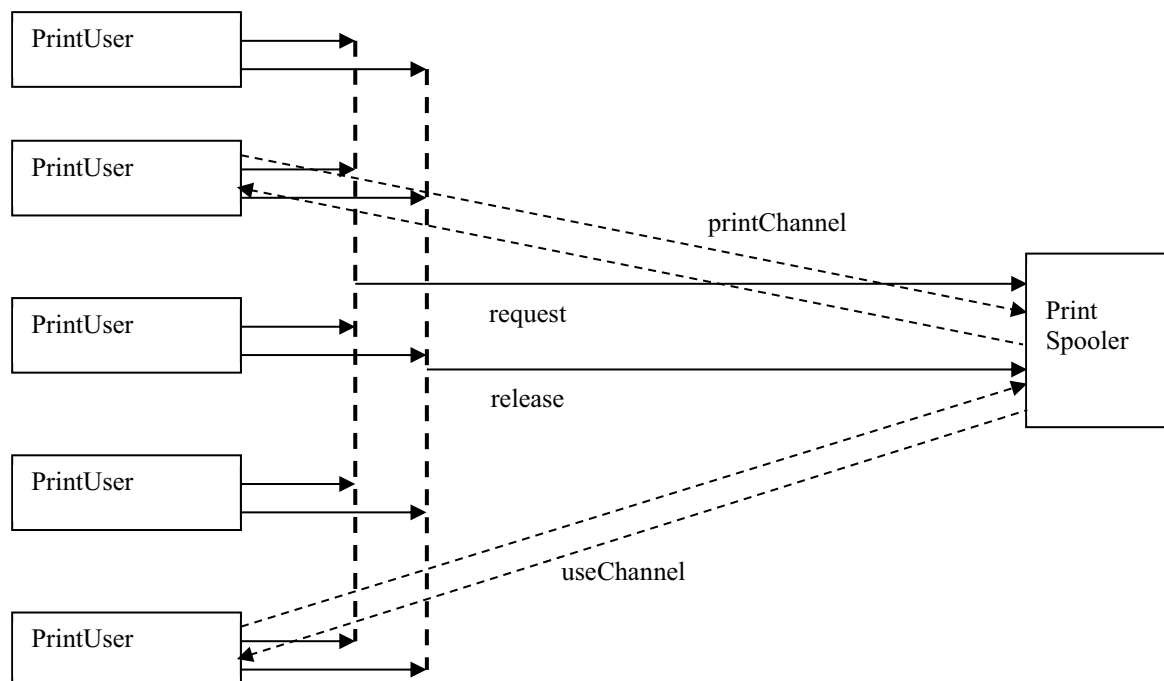 PrintUser
PrintUser
printChannel
request
PrintUser
Print
Spooler
release
PrintUser
useChannel
PrintUser